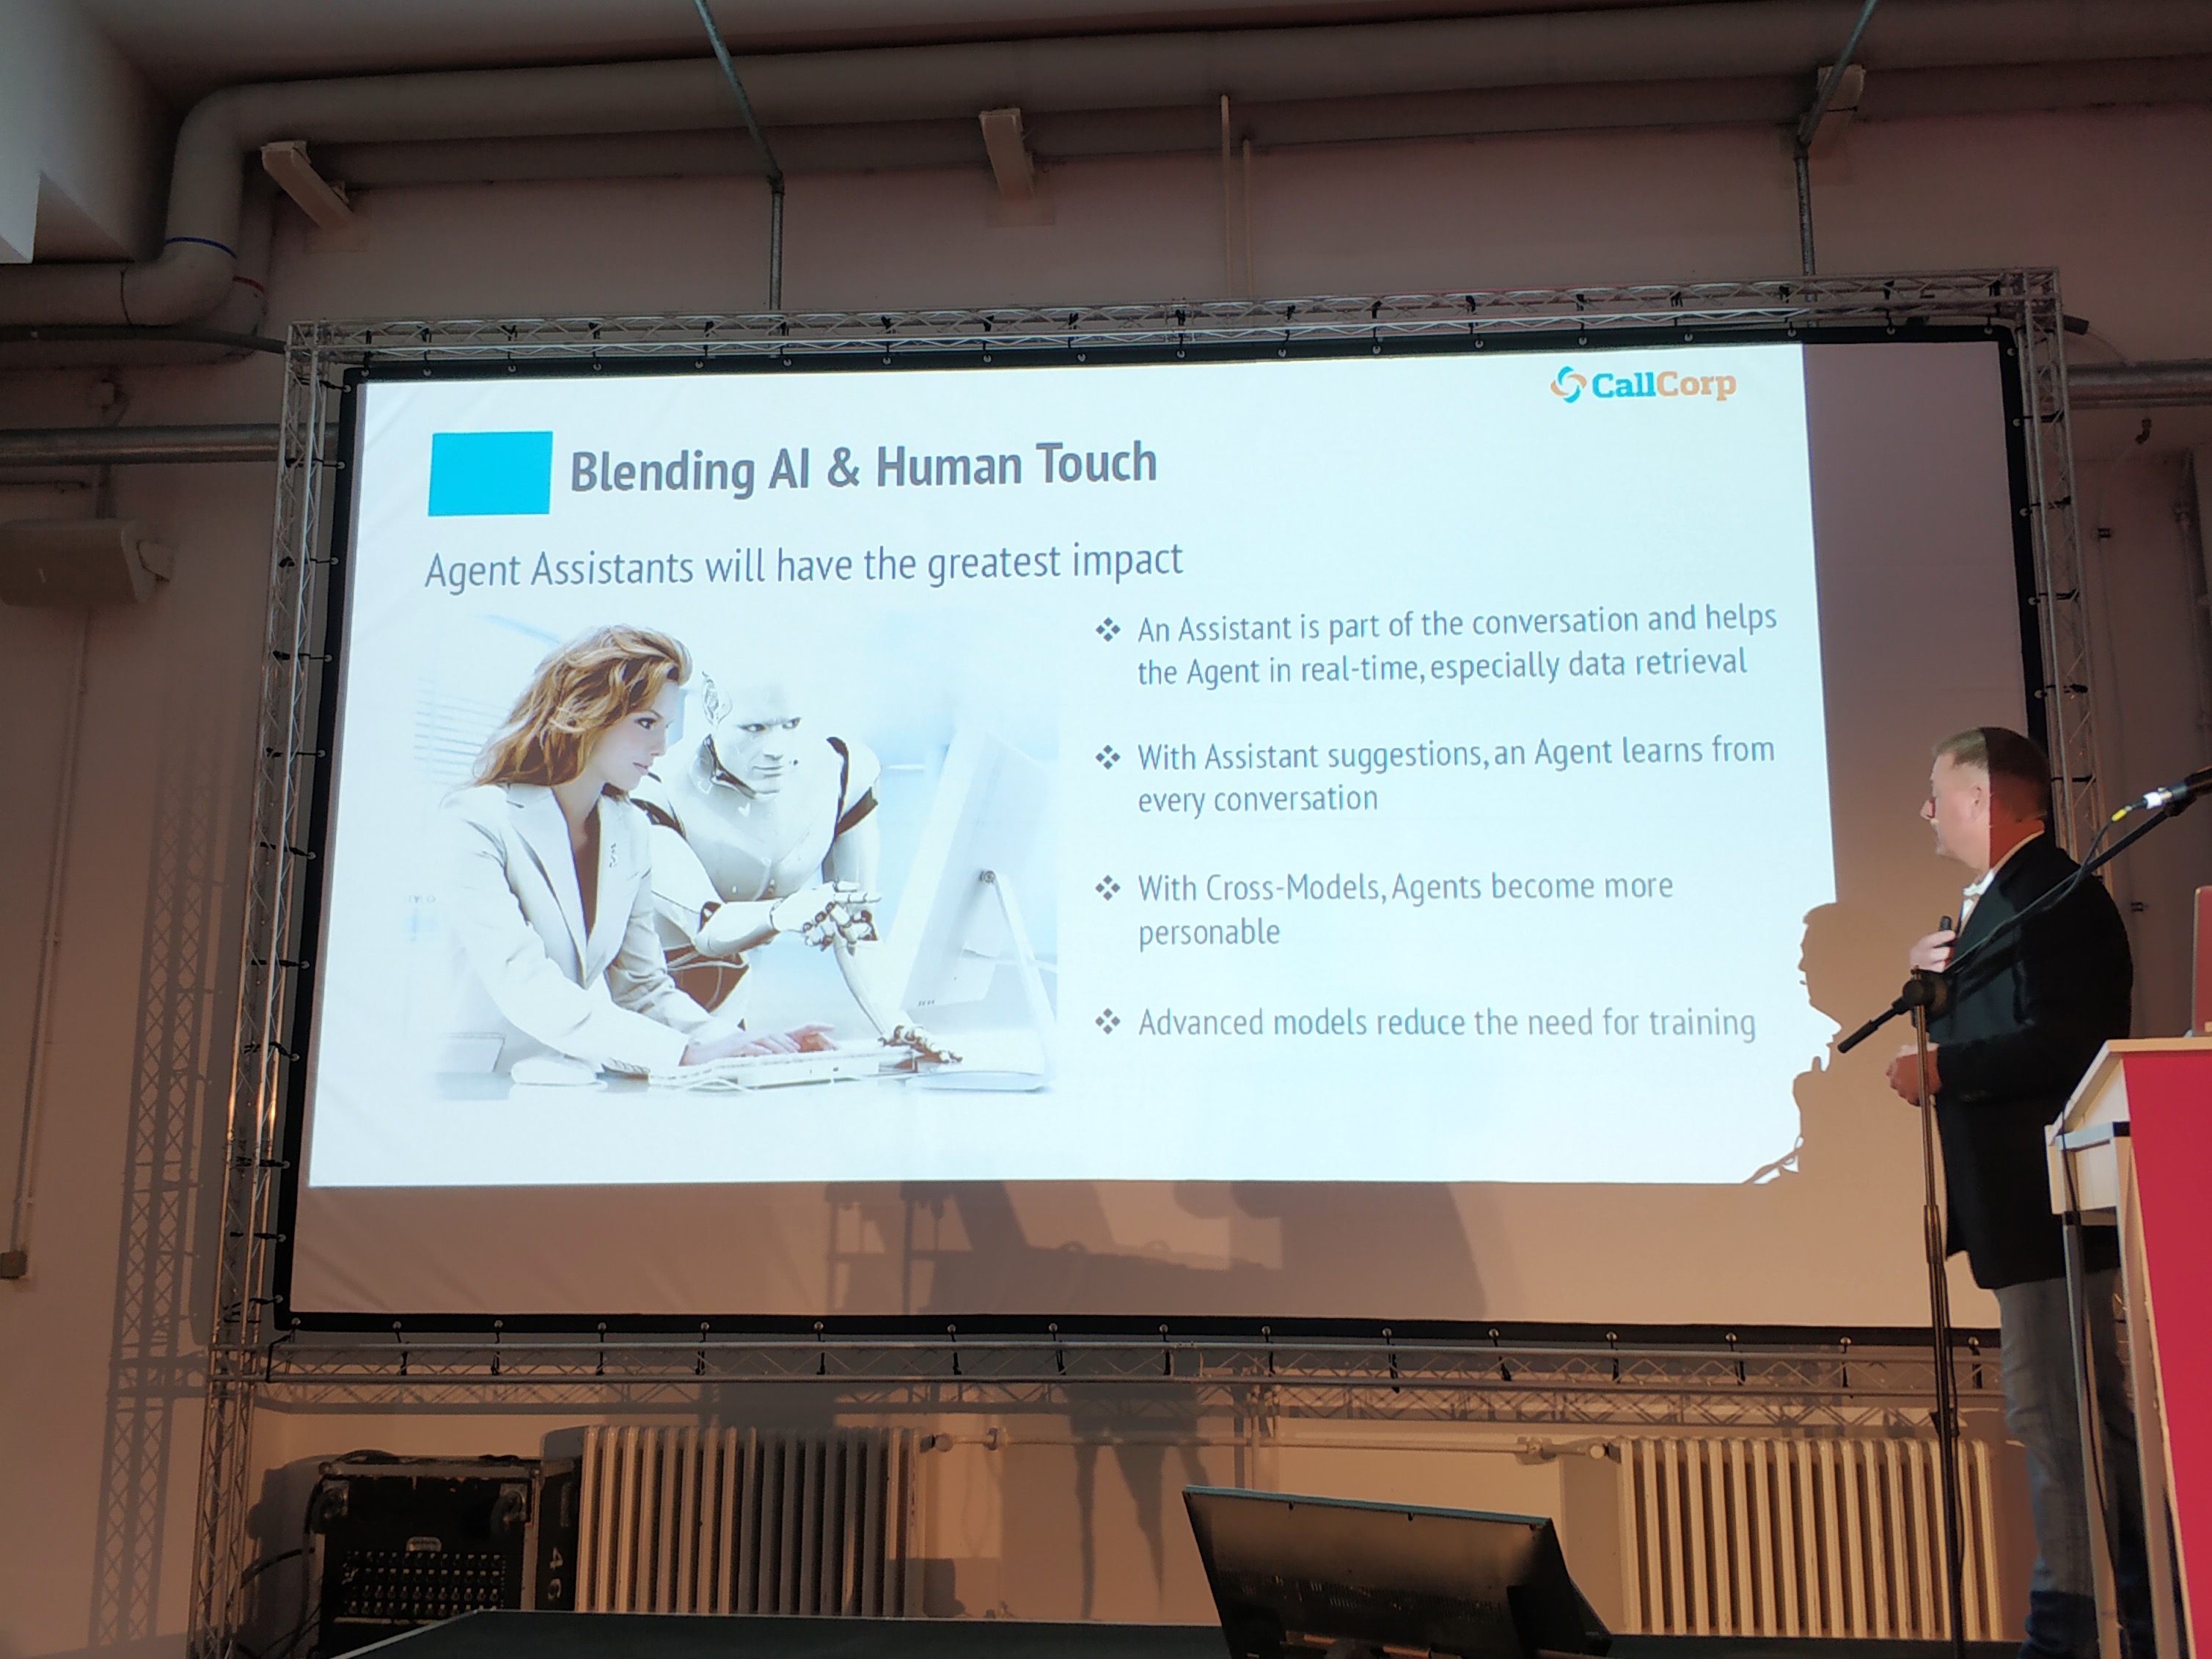 CallCorp
Blending AI & Human Touch
Agent Assistants will have the greatest impact
❖ An Assistant is part of the conversation and helps
the Agent in real-time, especially data retrieval
❖ With Assistant suggestions, an Agent learns from
every conversation
❖ With Cross-Models, Agents become more
personable
❖ Advanced models reduce the need for training
40